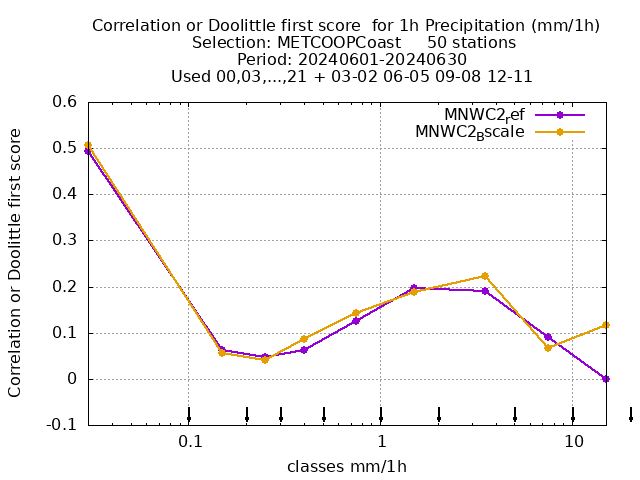 Correlation or Doolittle first score  for 1h Precipitation (mm/1h)
Selection: METCOOPCoast     50 stations
Period: 20240601-20240630
Used 00,03,...,21 + 03-02 06-05 09-08 12-11
MNWC2ref
MNWC2Bscale
Correlation or Doolittle first score
0.6
0.5
0.4
0.3
0.2
0.1
0
-0.1
0.1 1 10
classes mm/1h